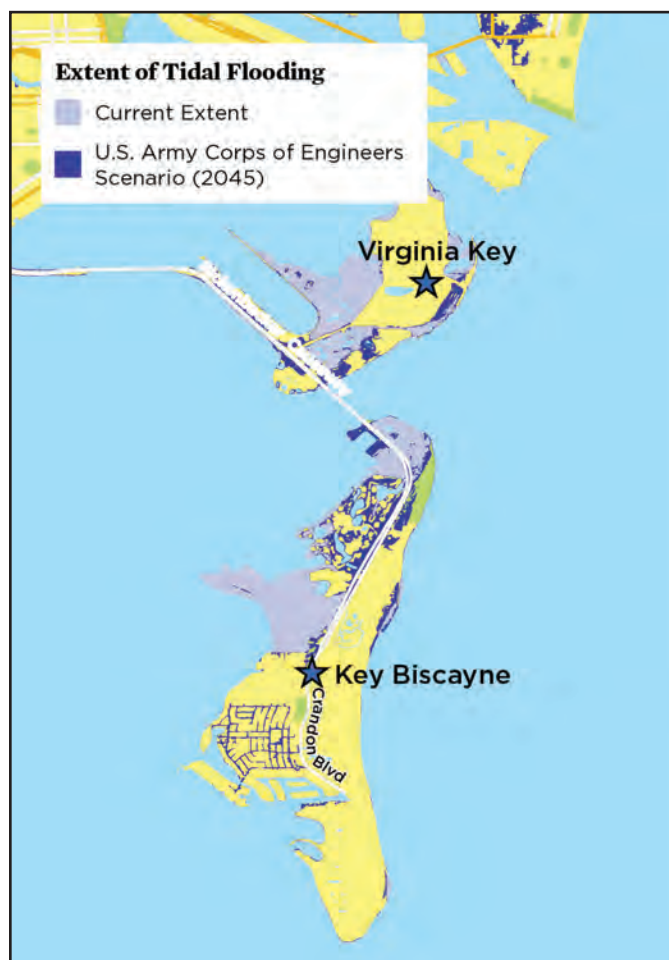 Extent of Tidal Flooding
Current Extent
U.S. Army Corps of Engineers
Scenario (2045)
Virginia Key
Key Biscayne
Crandon Blvd